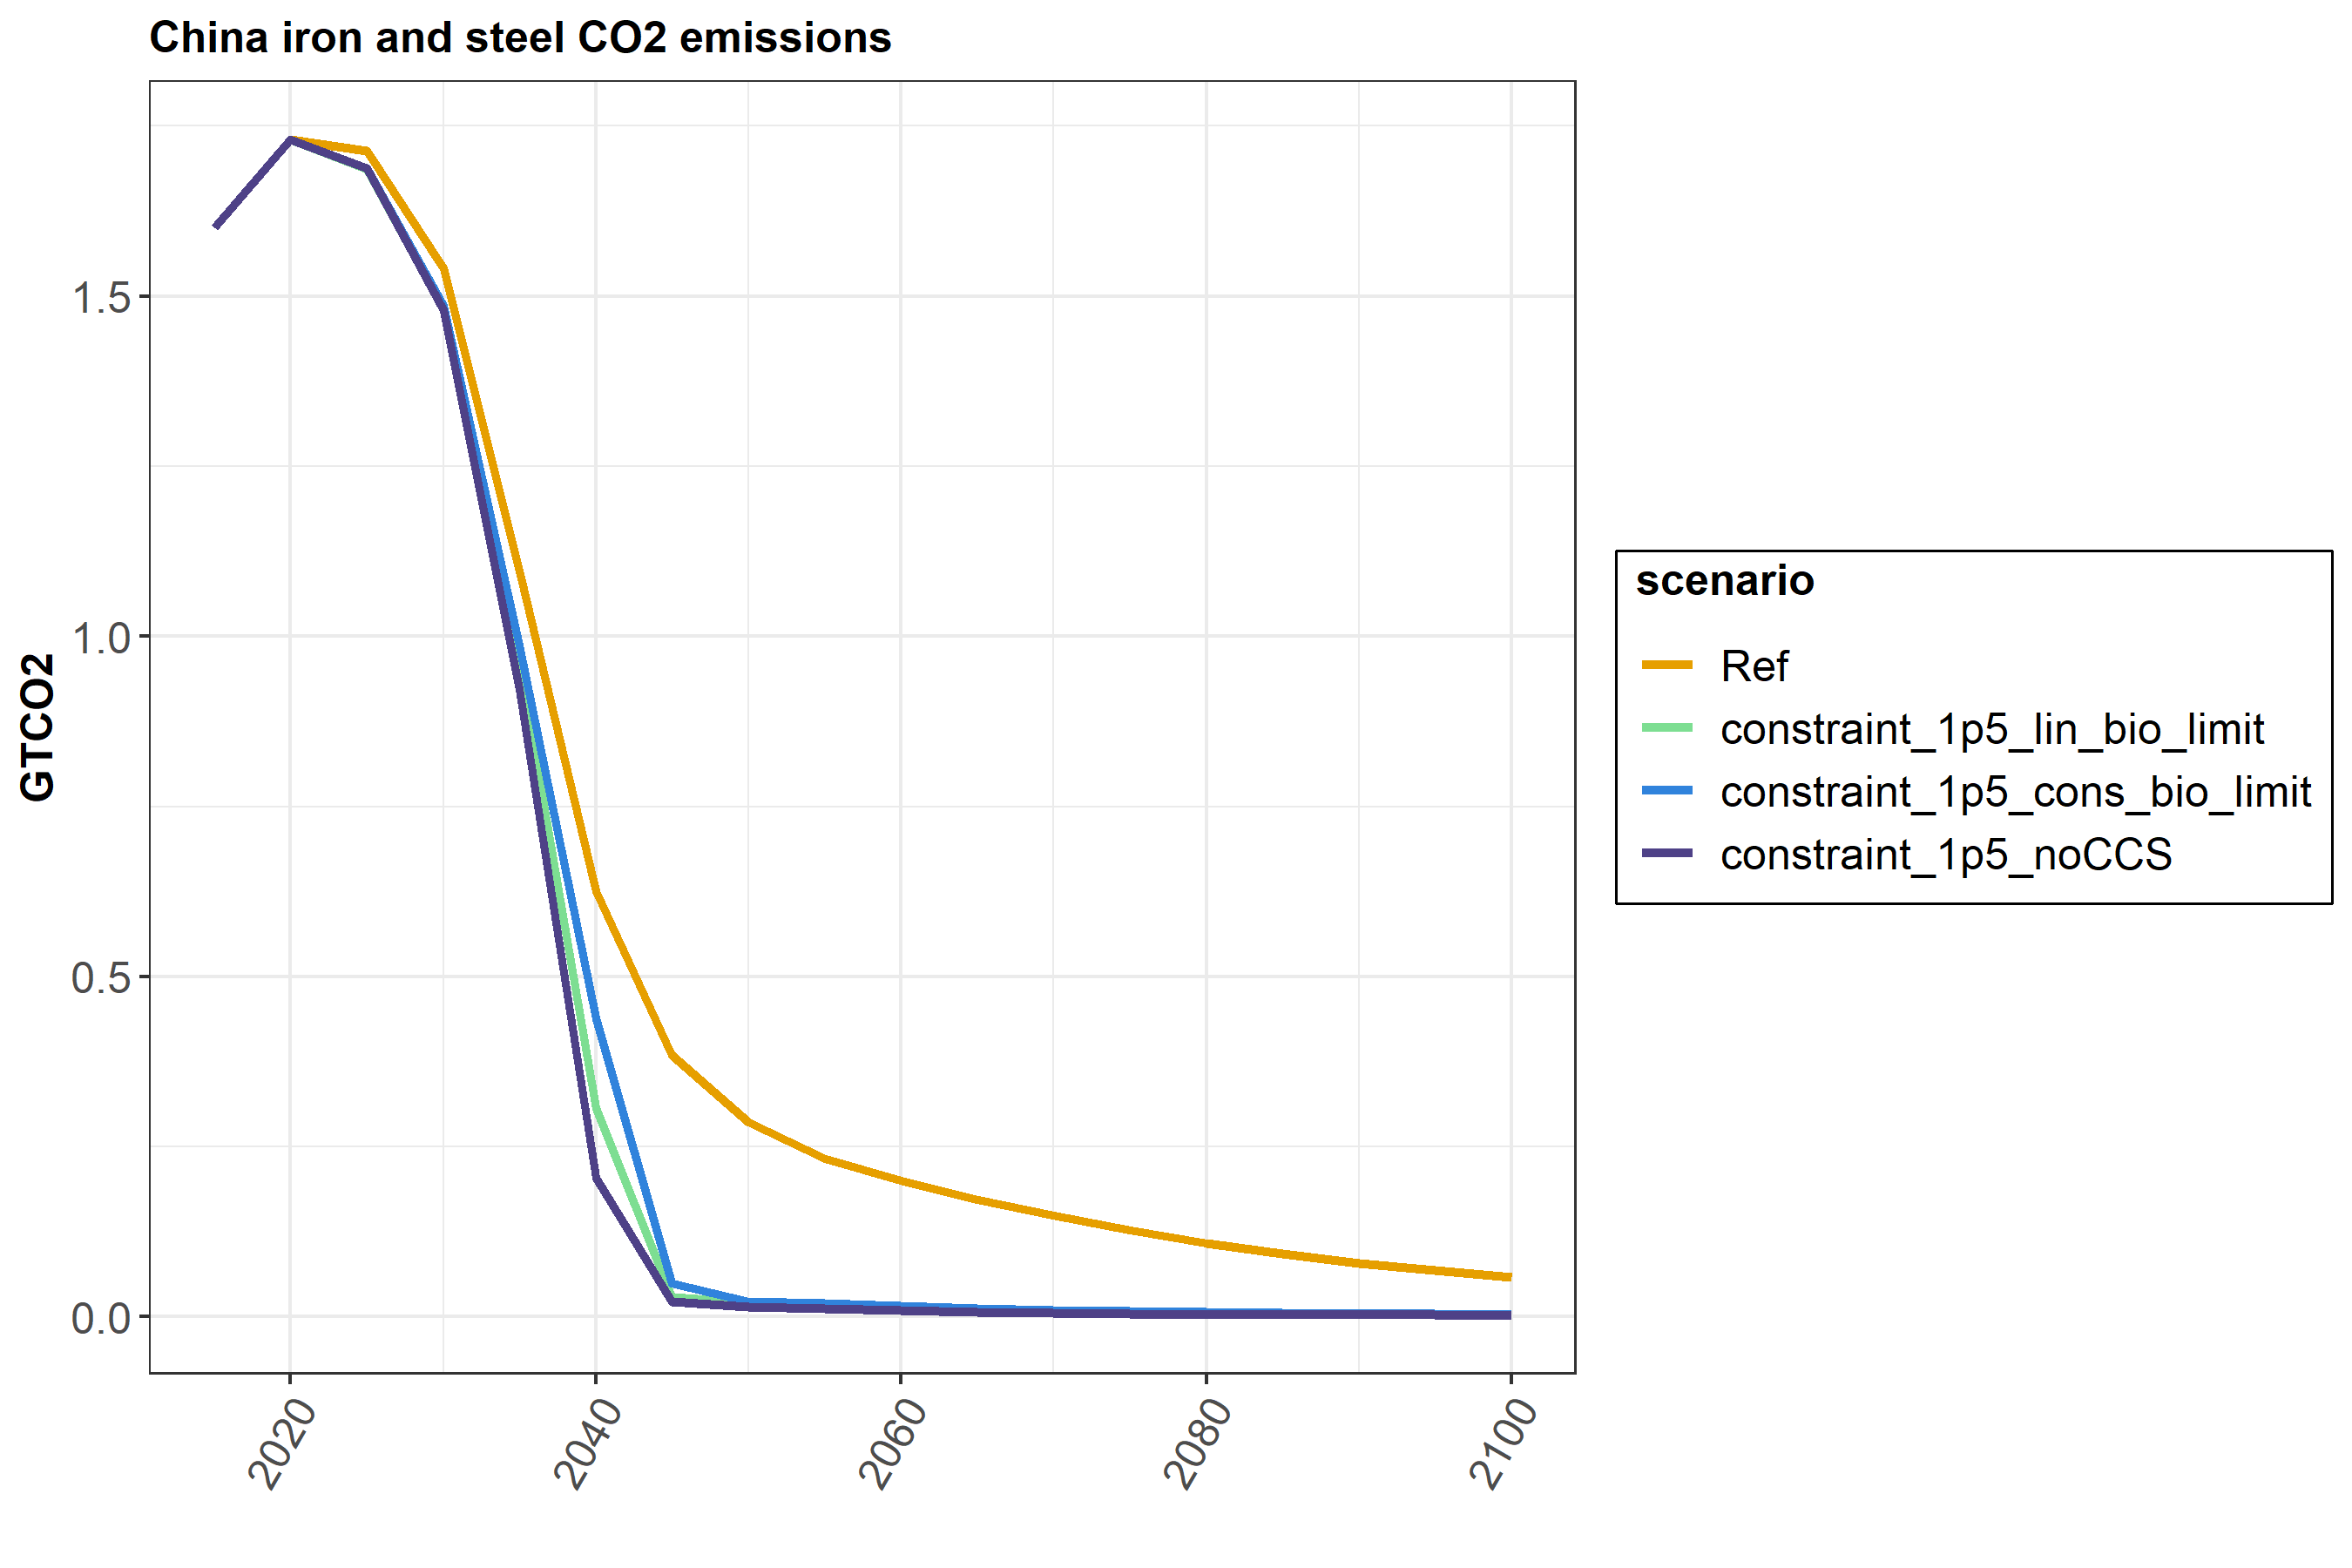 China iron and steel CO2 emissions
GTCO2
1.5
1.0
0.5
0.0
2020
2040
2060
2080
2100
scenario
Ref
constraint_1p5_lin_bio_limit
constraint_1p5_cons_bio_limit
constraint_1p5_noCCS